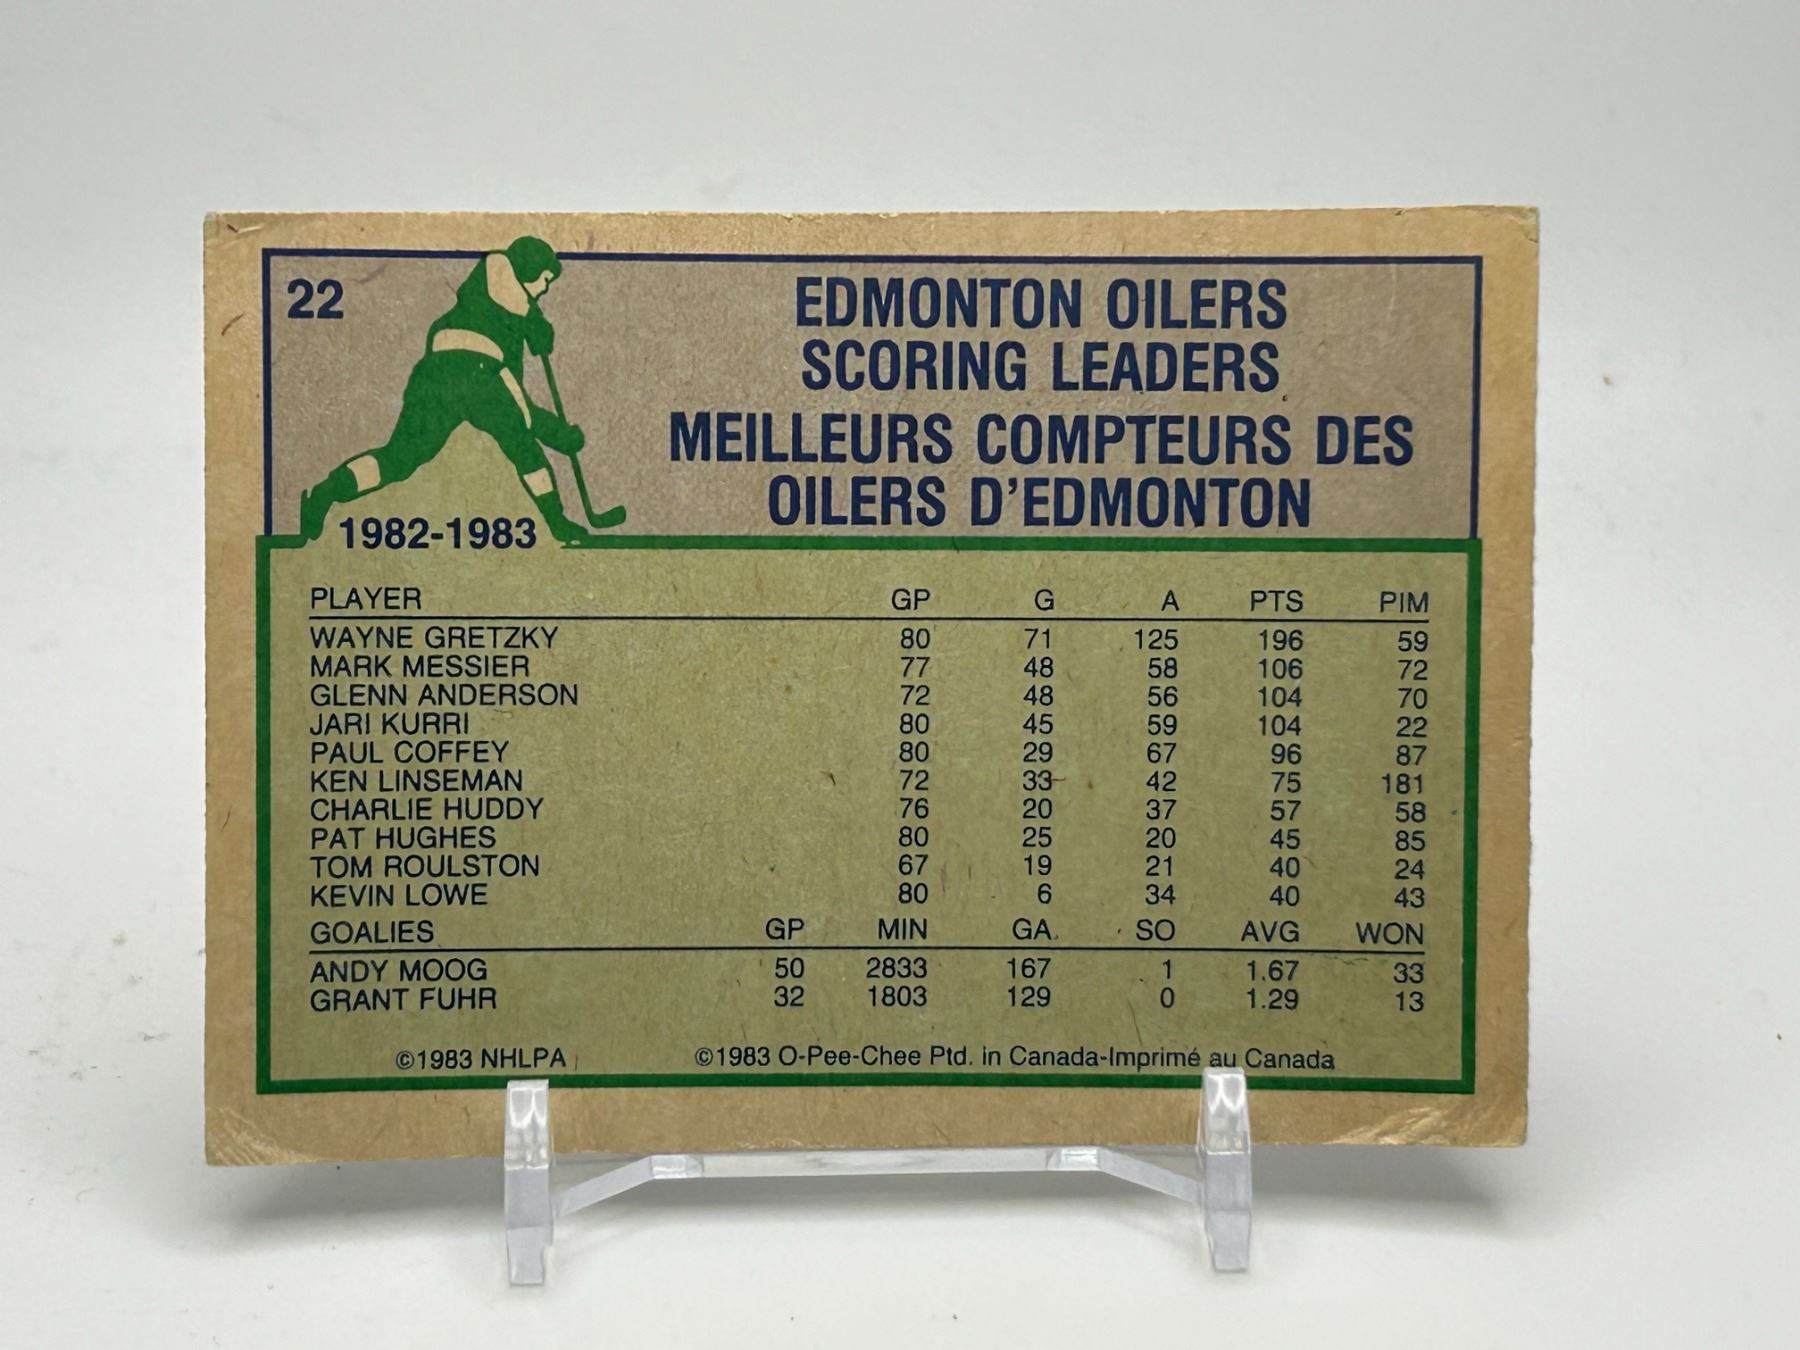 22
EDMONTON OILERS
SCORING LEADERS
MEILLEURS COMPTEURS DES
OILERS D'EDMONTON
1982-1983
PLAYER GP G A PTS PIM
WAYNE GRETZKY 80 71 125 196 59
MARK MESSIER 77 48 58 106 72
GLENN ANDERSON 72 48 56 104 70
JARI KURRI 80 45 59 104 22
PAUL COFFEY 80 29 67 96 87
KEN LINSEMAN 72 33 42 75 181
CHARLIE HUDDY 76 20 37 57 58
PAT HUGHES 80 25 20 45 85
TOM ROULSTON 67 19 21 40 24
KEVIN LOWE 80 6 34 40 43
GOALIES GP MIN GA SO AVG WON
ANDY MOOG 50 2833 167 1 1.67 33
GRANT FUHR 32 1803 129 0 1.29 13
©1983 NHLPA ©1983 O-Pee-Chee Ptd. in Canada-Imprimé au Canada